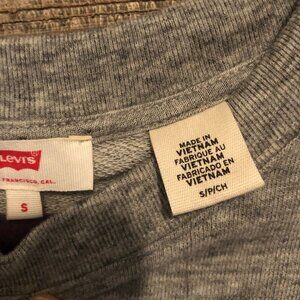 Levi's
FRANCISCO, CAL.
S
MADE IN
VIETNAM
FABRIQUÉ AU
VIETNAM
FABRICADO EN
VIETNAM
S/P/CH